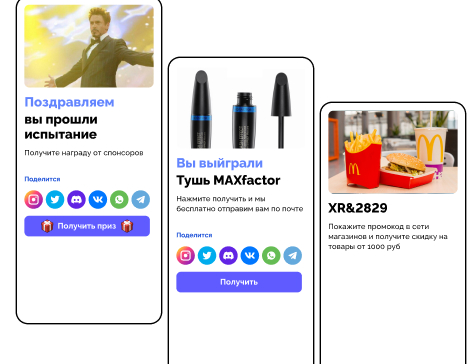 Поздравляем
вы прошли
испытание
Получите награду от спонсоров
Поделится
Получить приз
Вы выйграли
Тушь MAXfactor
Нажмите получить и мы
бесплатно отправим вам по почте
Поделится
Получить
XR&2829
Покажите промокод в сети
магазинов и получите скидку на
товары от 1000 руб